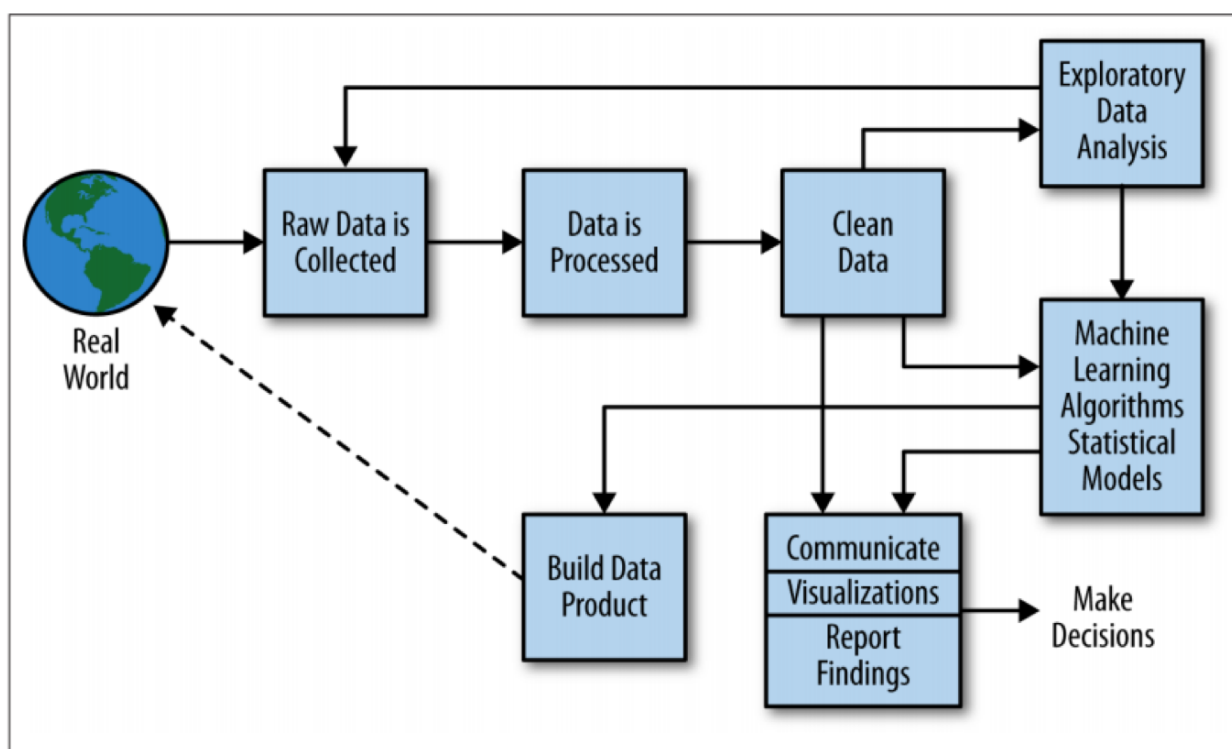 Exploratory
Data
Analysis
Real
World
Raw Data is
Collected
Data is
Processed
Clean
Data
Machine
Learning
Algorithms
Statistical
Models
Build Data
Product
Communicate
Visualizations
Report
Findings
Make
Decisions